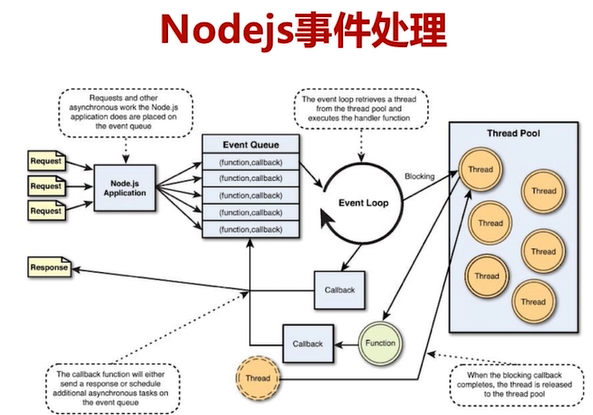 Nodejs事件处理
Requests and other
asynchronous work the Node.js
application does are placed on
the event queue
The event loop retrieves a thread
from the thread pool and
executes the handler function
Request
Request
Request
Node.js
Application
Event Queue
(function,callback)
(function,callback)
(function,callback)
(function,callback)
(function,callback)
Event Loop
Blocking
Thread Pool
Thread
Thread
Thread
Thread
Thread
Thread
Response
Callback
Callback
Function
Thread
The callback function will either
send a response or schedule
additional asynchronous tasks on
the event queue
When the blocking callback
completes, the thread is released
to the thread pool